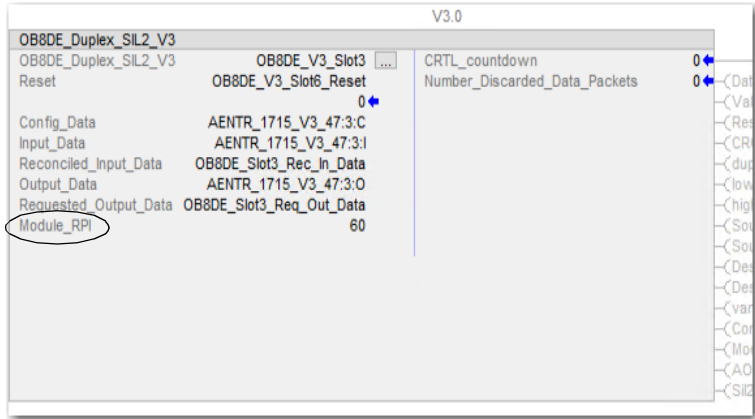 V3.0
OB8DE_Duplex_SIL2_V3
OB8DE_Duplex_SIL2_V3 OB8DE_V3_Slot3 ... CRTL_countdown 0
Reset OB8DE_V3_Slot6_Reset Number_Discarded_Data_Packets 0
0
Config_Data AENTR_1715_V3_47:3:C
Input_Data AENTR_1715_V3_47:3:I
Reconciled_Input_Data OB8DE_Slot3_Rec_In_Data
Output_Data AENTR_1715_V3_47:3:O
Requested_Output_Data OB8DE_Slot3_Req_Out_Data
Module_RPI 60